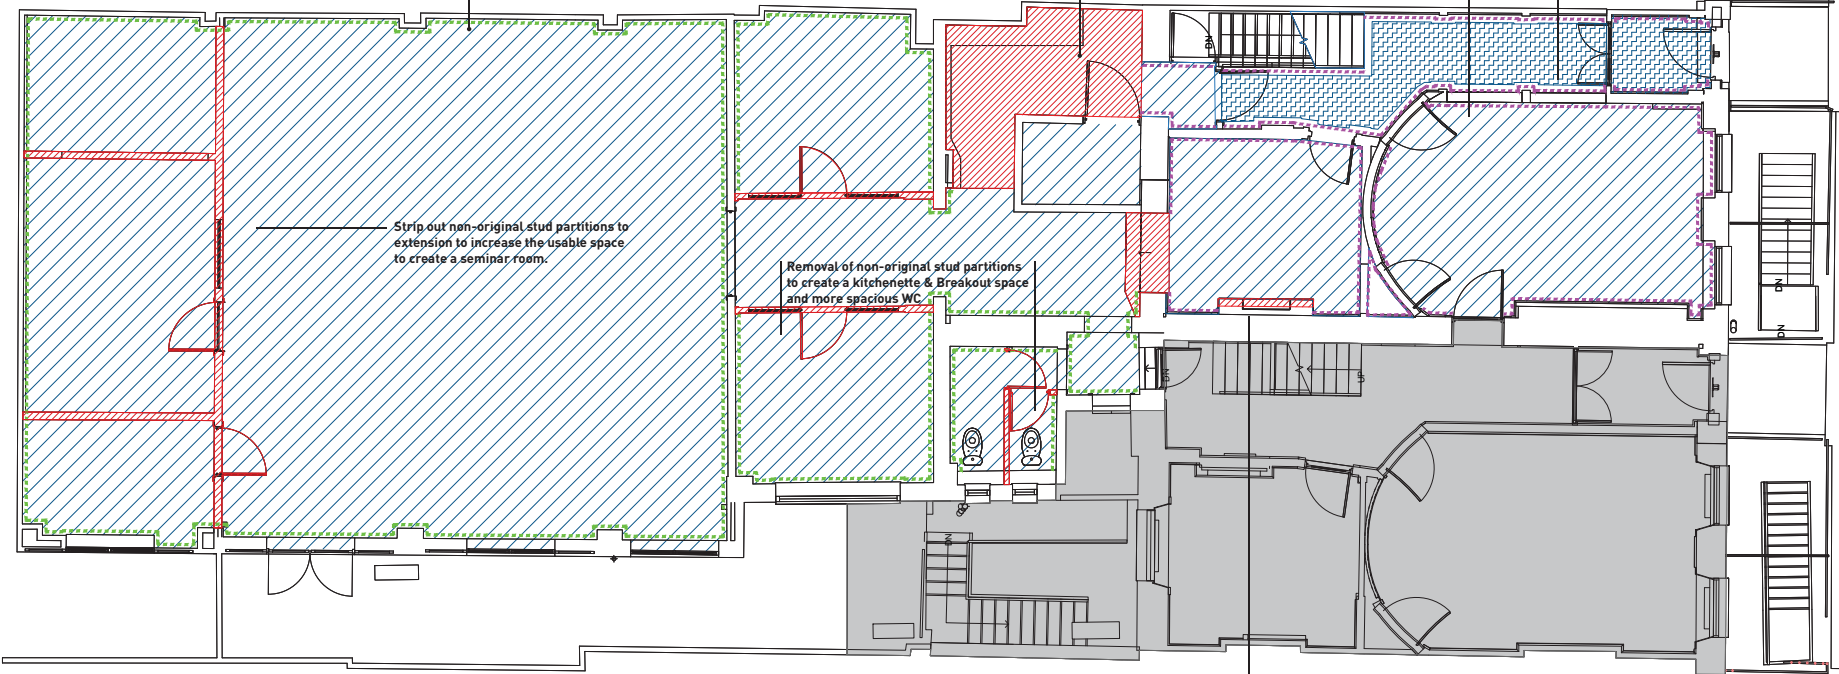 DN
Strip out non-original stud partitions to
extension to increase the usable space
to create a seminar room.
Removal of non-original stud partitions
to create a kitchenette & Breakout space
and more spacious WC
DN
DN
DN
UP
DN